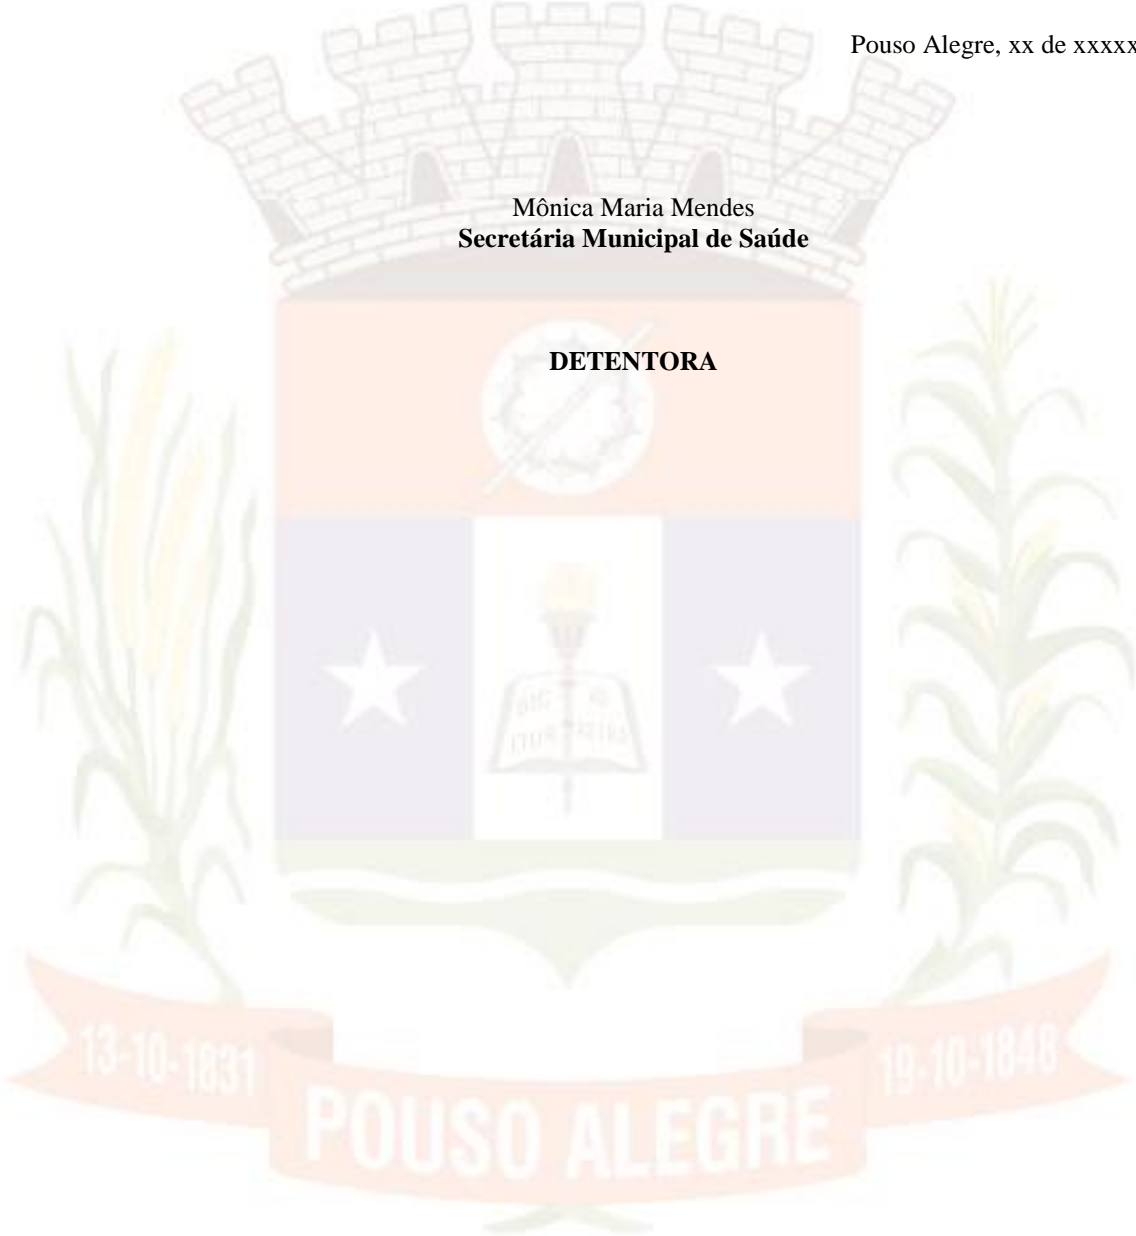 Pouso Alegre, xx de xxxxx
Mônica Maria Mendes
Secretária Municipal de Saúde
DETENTORA
13-10-1831
19-10-1848
POUSO ALEGRE